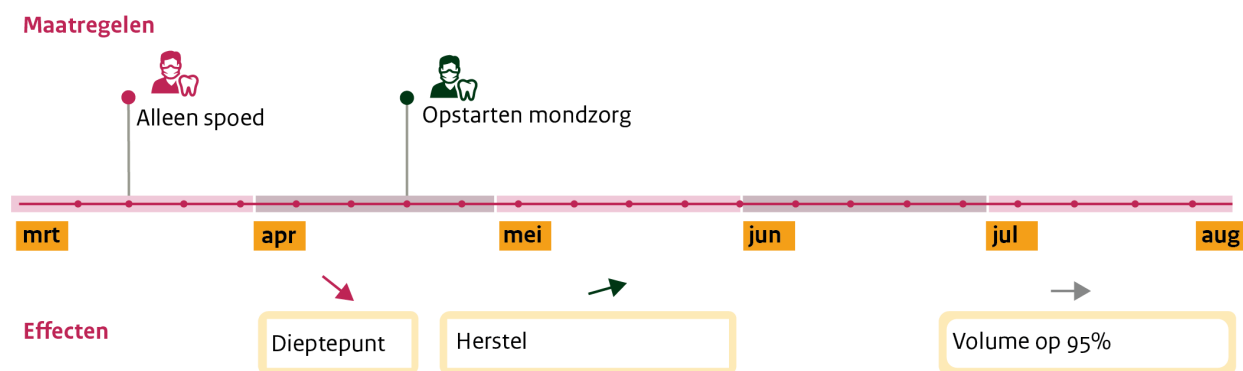 Maatregelen
Alleen spoed
Opstarten mondzorg
mrt apr mei jun jul aug
Effecten
Dieptepunt
Herstel
Volume op 95%